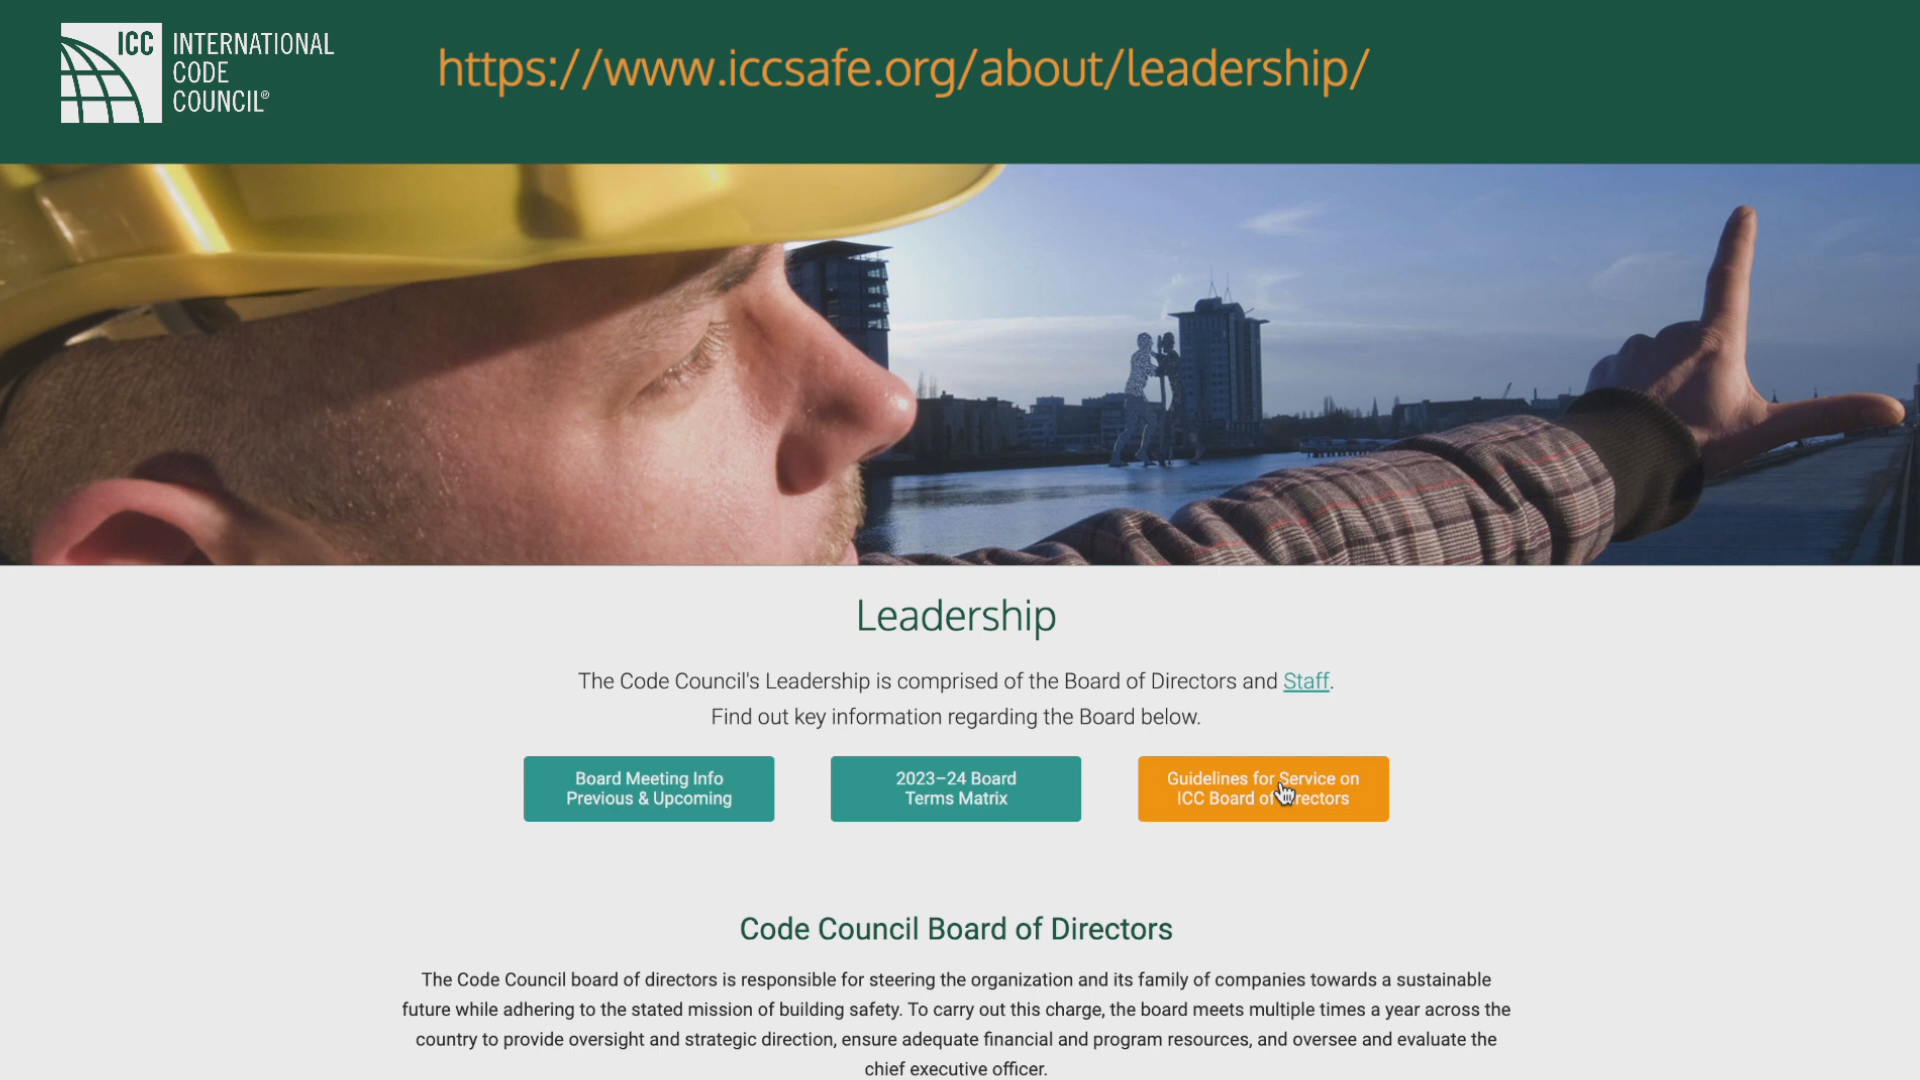 ICC INTERNATIONAL
CODE
COUNCIL®
https://www.iccsafe.org/about/leadership/
Leadership
The Code Council's Leadership is comprised of the Board of Directors and Staff.
Find out key information regarding the Board below.
Board Meeting Info
Previous & Upcoming
2023–24 Board
Terms Matrix
Guidelines for Service on
ICC Board of Directors
Code Council Board of Directors
The Code Council board of directors is responsible for steering the organization and its family of companies towards a sustainable
future while adhering to the stated mission of building safety. To carry out this charge, the board meets multiple times a year across the
country to provide oversight and strategic direction, ensure adequate financial and program resources, and oversee and evaluate the
chief executive officer.